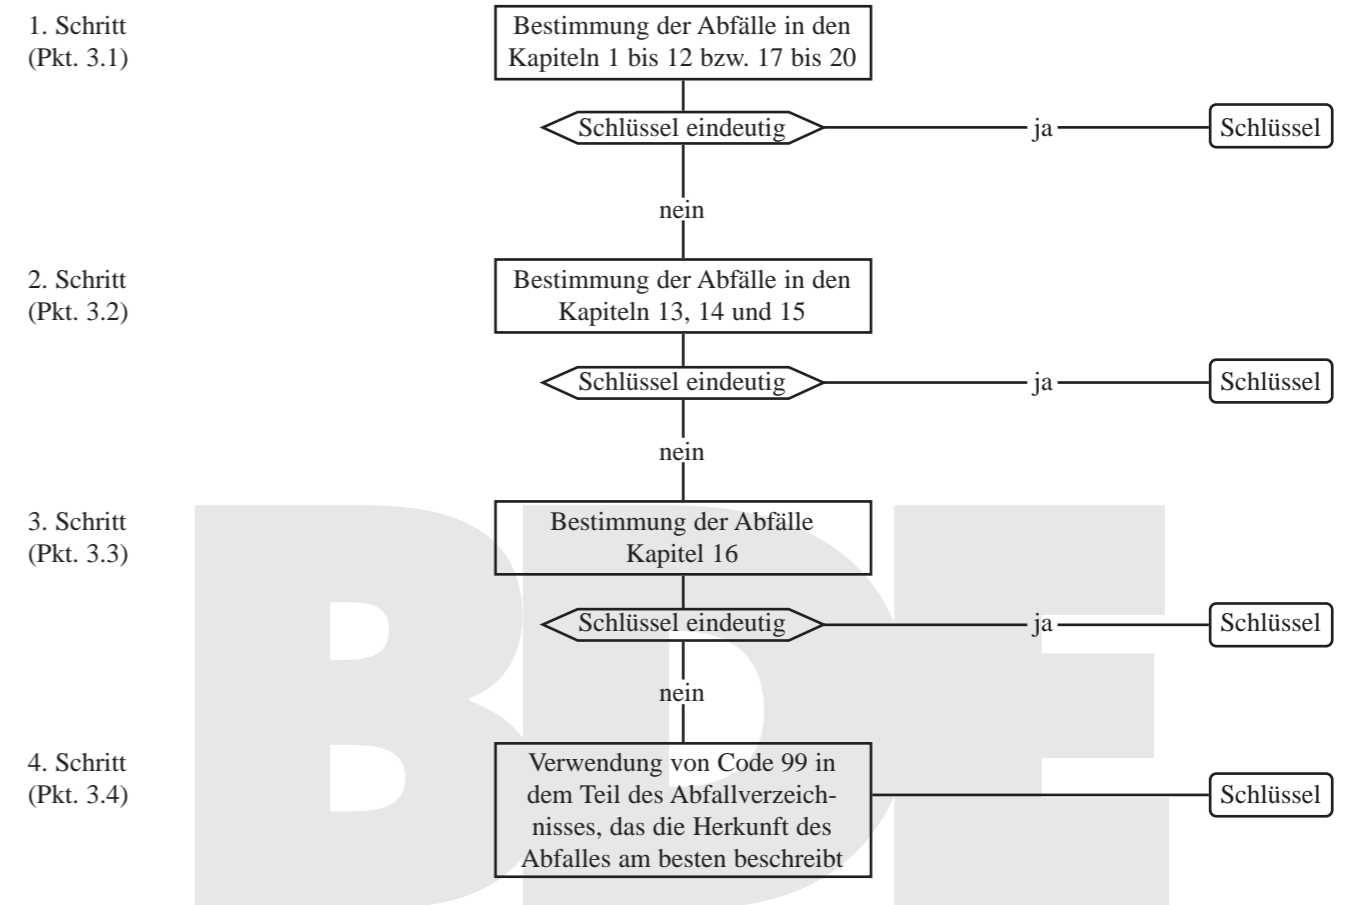 1. Schritt
(Pkt. 3.1)
Bestimmung der Abfälle in den
Kapiteln 1 bis 12 bzw. 17 bis 20
Schlüssel eindeutig
ja
Schlüssel
nein
2. Schritt
(Pkt. 3.2)
Bestimmung der Abfälle in den
Kapiteln 13, 14 und 15
Schlüssel eindeutig
ja
Schlüssel
nein
3. Schritt
(Pkt. 3.3)
Bestimmung der Abfälle
Kapitel 16
Schlüssel eindeutig
ja
Schlüssel
nein
4. Schritt
(Pkt. 3.4)
Verwendung von Code 99 in
dem Teil des Abfallverzeich-
nisses, das die Herkunft des
Abfalles am besten beschreibt
Schlüssel
BDE